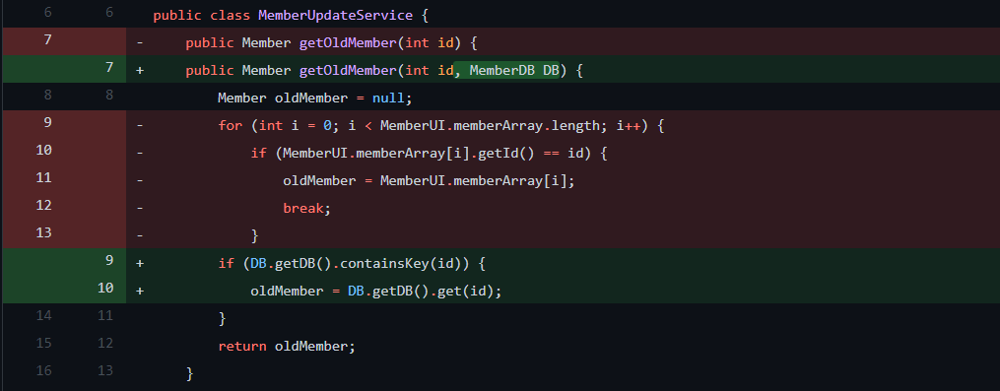 6 6 public class MemberUpdateService {
7 - public Member getOldMember(int id) {
7 + public Member getOldMember(int id, MemberDB DB) {
8 8 Member oldMember = null;
9 - for (int i = 0; i < MemberUI.memberArray.length; i++) {
10 - if (MemberUI.memberArray[i].getId() == id) {
11 - oldMember = MemberUI.memberArray[i];
12 - break;
13 - }
9 + if (DB.getDB().containsKey(id)) {
10 + oldMember = DB.getDB().get(id);
14 11 }
15 12 return oldMember;
16 13 }